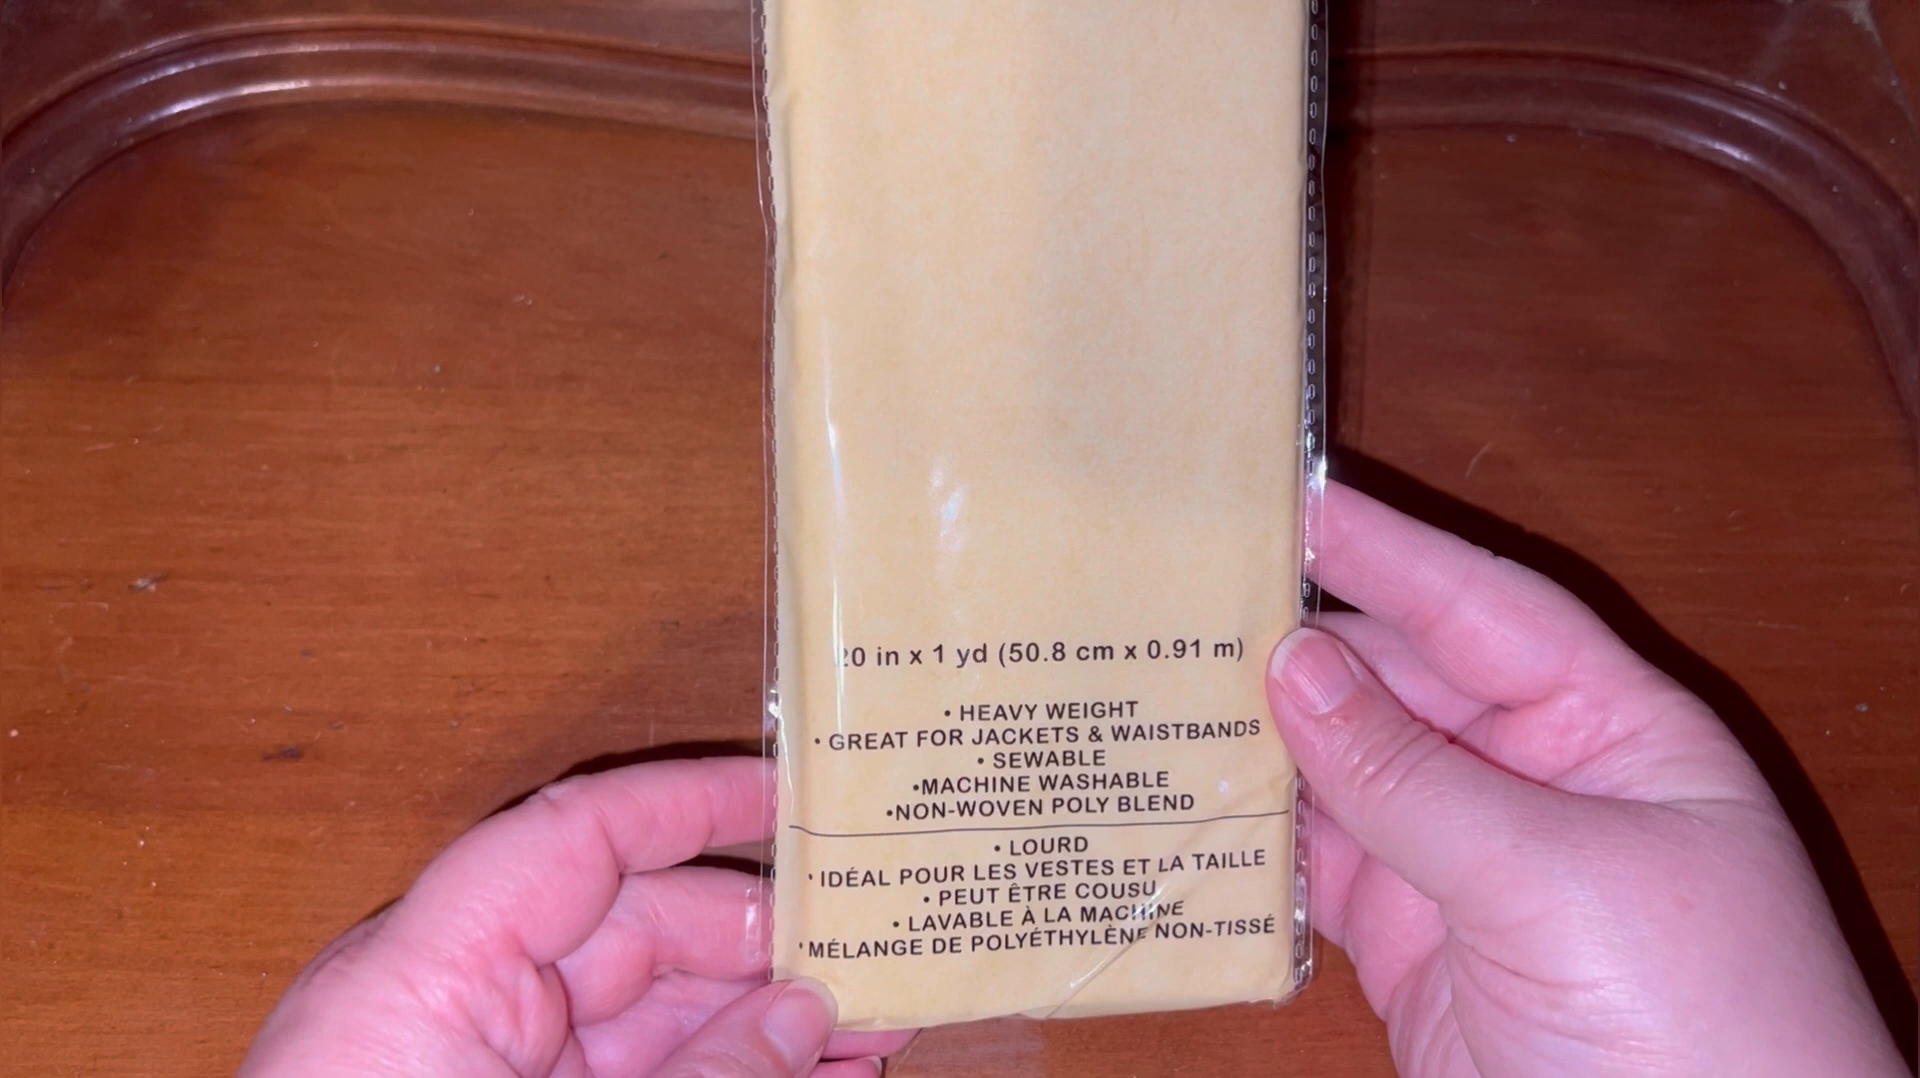 20 in x 1 yd (50.8 cm x 0.91 m)
• HEAVY WEIGHT
• GREAT FOR JACKETS & WAISTBANDS
• SEWABLE
•MACHINE WASHABLE
•NON-WOVEN POLY BLEND
• LOURD
• IDÉAL POUR LES VESTES ET LA TAILLE
• PEUT ÊTRE COUSU
• LAVABLE À LA MACHINE
• MÉLANGE DE POLYÉTHYLÈNE NON-TISSÉ